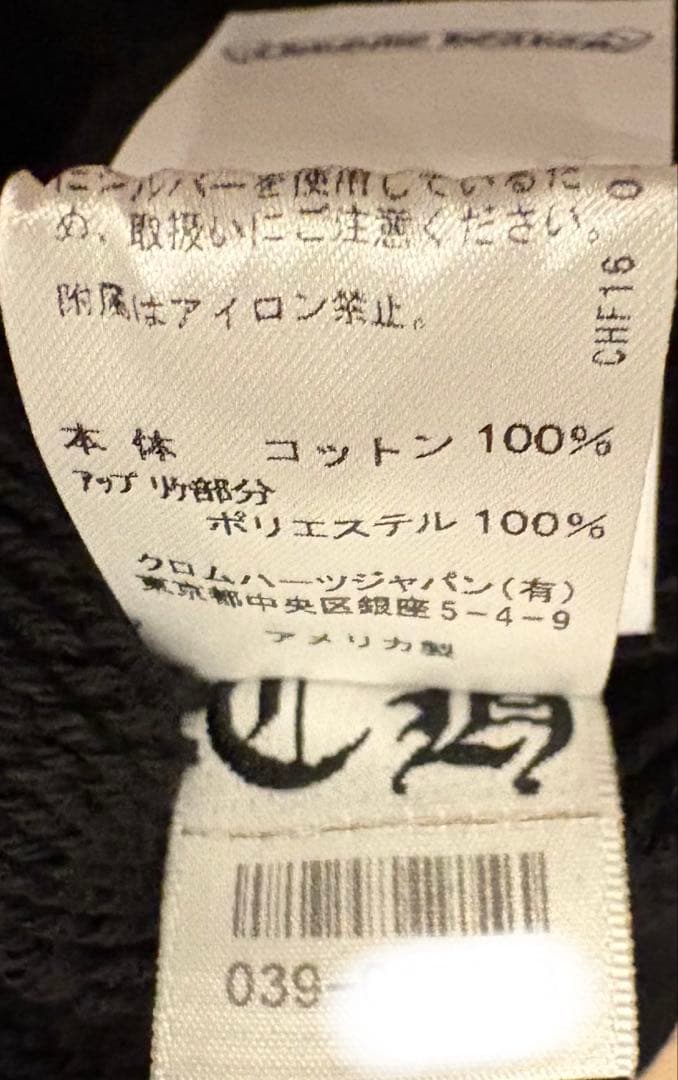 CHROME HEARTS
にシルバーを使用しているた
め、取扱いにご注意ください。
附属はアイロン禁止。
CHF16 0
本体 コットン 100%
アップリケ部分
ポリエステル 100%
クロムハーツジャパン(有)
東京都中央区銀座5-4-9
アメリカ製
CH
039-